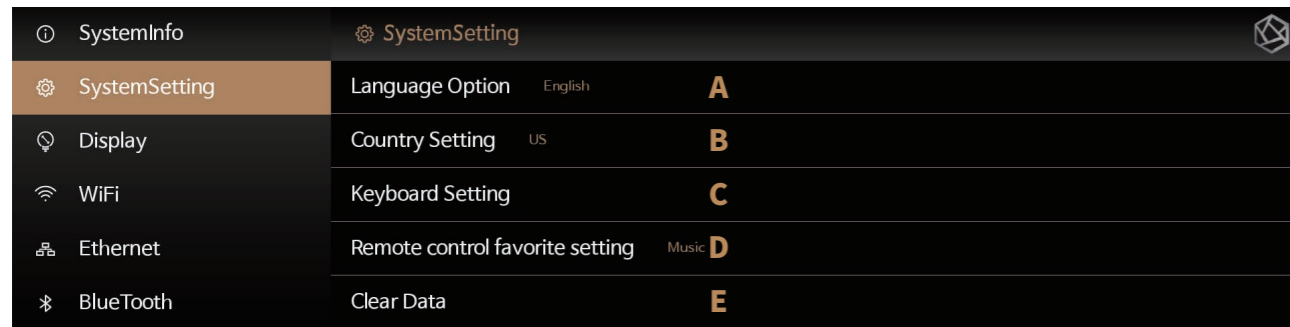 SystemInfo
SystemSetting
Display
WiFi
Ethernet
BlueTooth
SystemSetting
Language Option English A
Country Setting US B
Keyboard Setting C
Remote control favorite setting Music D
Clear Data E